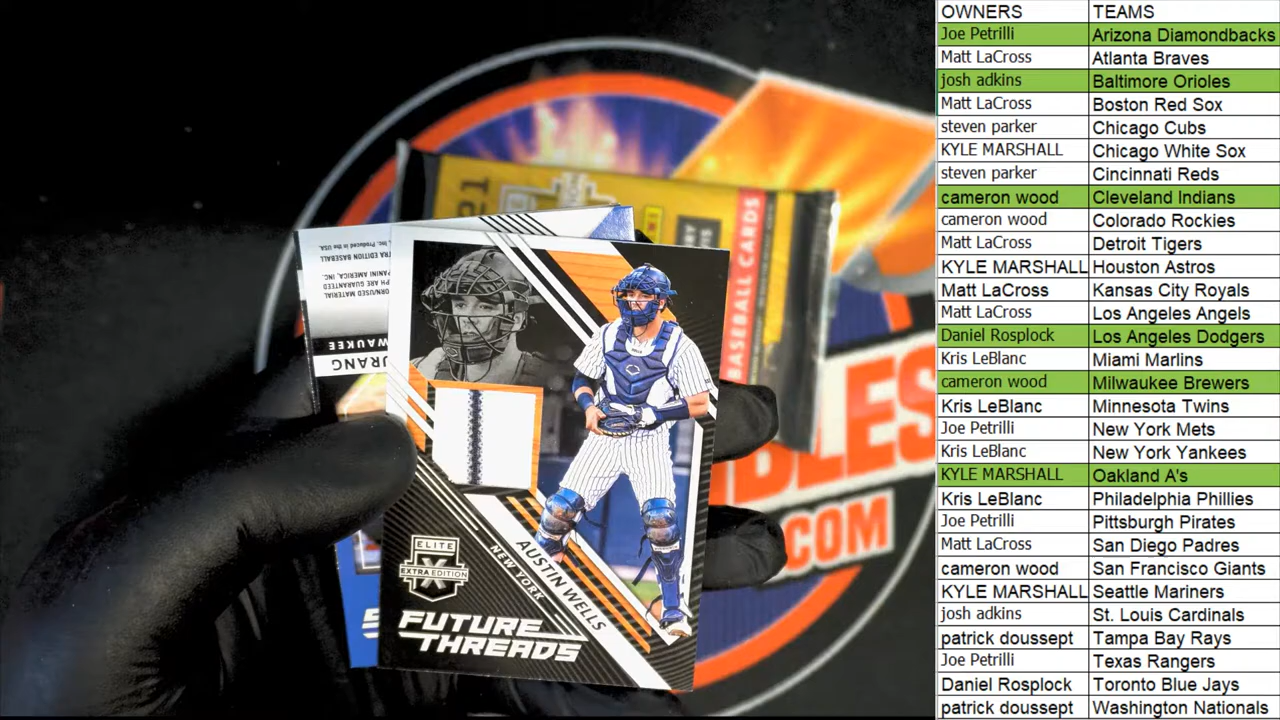 21
BASEBALL CARDS
BLES
.COM
PANINI AMERICA, INC.
WAUKEE
URANG
AUSTIN WELLS
NEW YORK
ELITE
X
EXTRA EDITION
FUTURE
THREADS
OWNERS TEAMS
Joe Petrilli Arizona Diamondbacks
Matt LaCross Atlanta Braves
josh adkins Baltimore Orioles
Matt LaCross Boston Red Sox
steven parker Chicago Cubs
KYLE MARSHALL Chicago White Sox
steven parker Cincinnati Reds
cameron wood Cleveland Indians
cameron wood Colorado Rockies
Matt LaCross Detroit Tigers
KYLE MARSHALL Houston Astros
Matt LaCross Kansas City Royals
Matt LaCross Los Angeles Angels
Daniel Rosplock Los Angeles Dodgers
Kris LeBlanc Miami Marlins
cameron wood Milwaukee Brewers
Kris LeBlanc Minnesota Twins
Joe Petrilli New York Mets
Kris LeBlanc New York Yankees
KYLE MARSHALL Oakland A's
Kris LeBlanc Philadelphia Phillies
Joe Petrilli Pittsburgh Pirates
Matt LaCross San Diego Padres
cameron wood San Francisco Giants
KYLE MARSHALL Seattle Mariners
josh adkins St. Louis Cardinals
patrick doussept Tampa Bay Rays
Joe Petrilli Texas Rangers
Daniel Rosplock Toronto Blue Jays
patrick doussept Washington Nationals